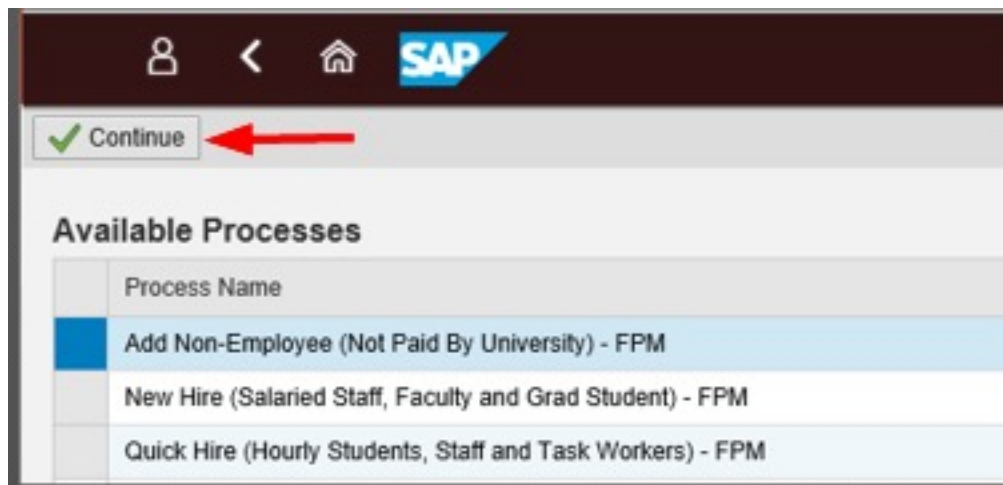 SAP
Continue
Available Processes
Process Name
Add Non-Employee (Not Paid By University) - FPM
New Hire (Salaried Staff, Faculty and Grad Student) - FPM
Quick Hire (Hourly Students, Staff and Task Workers) - FPM